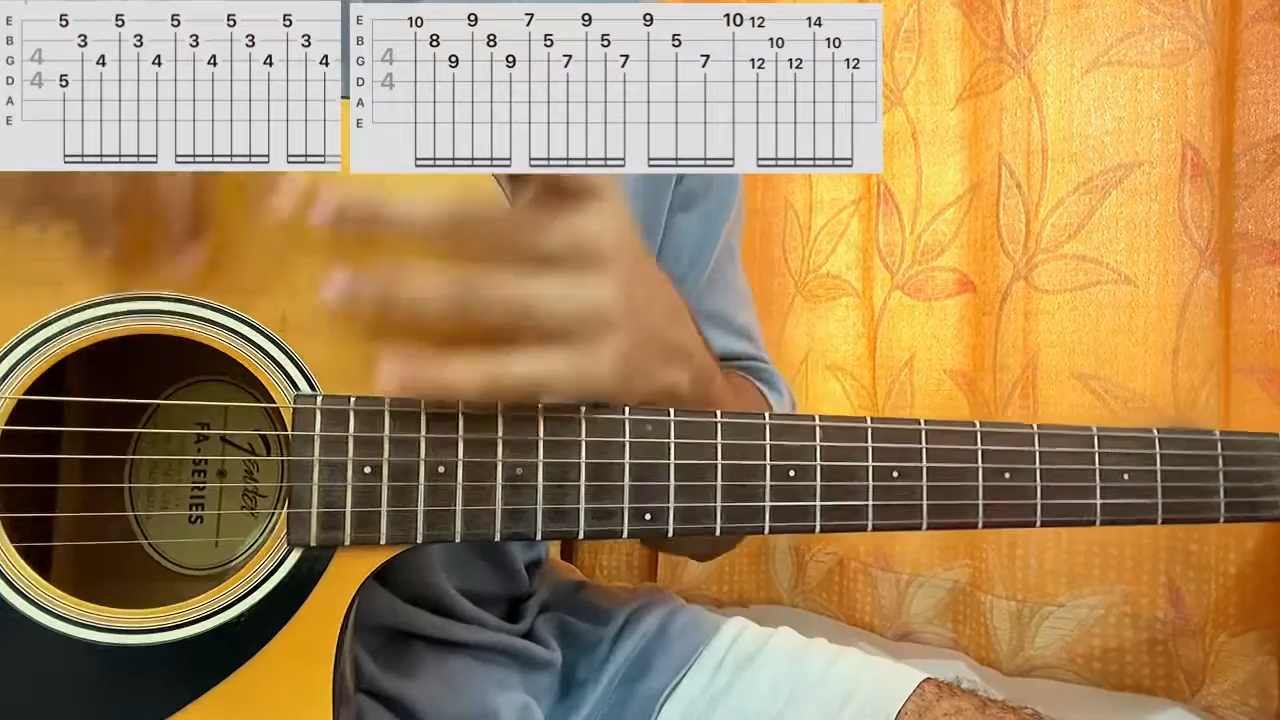 E 5 5 5 5 5
B 3 3 3 3 3
G 4 4 4 4 4 4
D 4 5
A
E
E 10 9 7 9 9 10 12 14
B 8 8 5 5 5 10 10
G 4 9 9 7 7 7 12 12 12
D 4
A
E
Fender
FA-SERIES